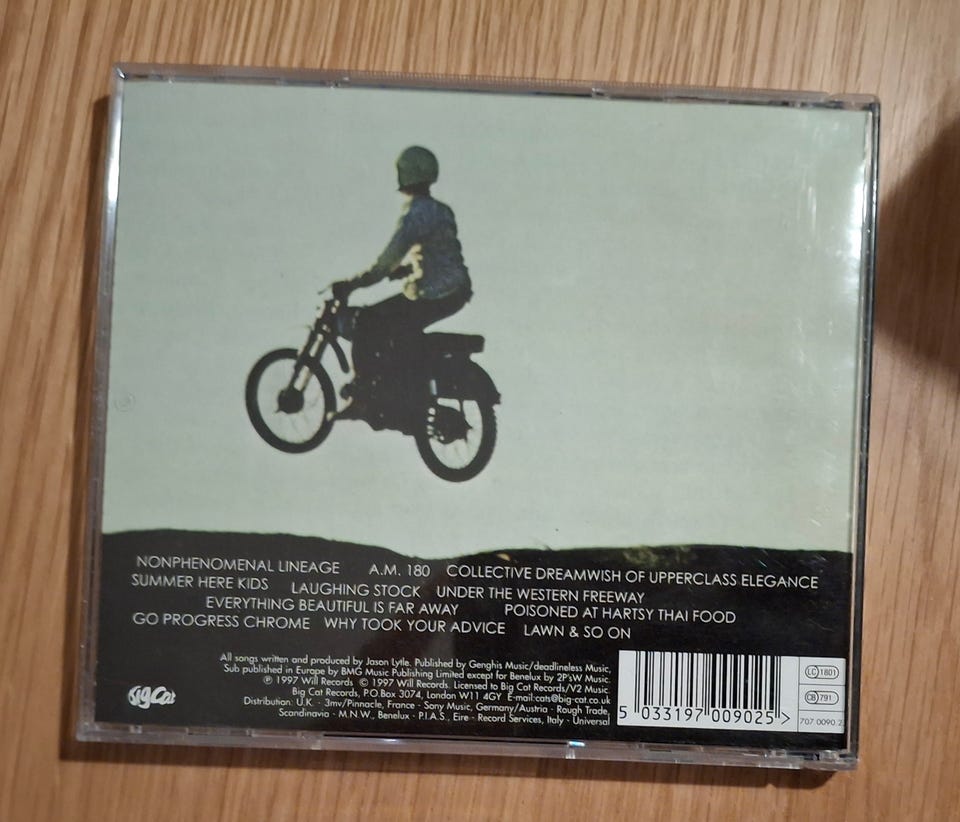 NONPHENOMENAL LINEAGE A.M. 180 COLLECTIVE DREAMWISH OF UPPERCLASS ELEGANCE
SUMMER HERE KIDS LAUGHING STOCK UNDER THE WESTERN FREEWAY
EVERYTHING BEAUTIFUL IS FAR AWAY POISONED AT HARTSY THAI FOOD
GO PROGRESS CHROME WHY TOOK YOUR ADVICE LAWN & SO ON
All songs written and produced by Jason Lytle. Published by Genghis Music/deadlineless Music.
Sub published in Europe by BMG Music Publishing Limited except for Benelux by 2P'sW Music.
℗ 1997 Will Records © 1997 Will Records. Licensed to Big Cat Records/V2 Music.
Big Cat Records, P.O.Box 3074, London W11 4GY E-mail:cats@big-cat.co.uk
Distribution: U.K. · 3mv/Pinnacle, France · Sony Music, Germany/Austria · Rough Trade,
Scandinavia · M.N.W., Benelux · P.I.A.S., Eire · Record Services, Italy · Universal
Big Cat
5 033197 009025 >
LC 1801
CB 791
707.0090.2